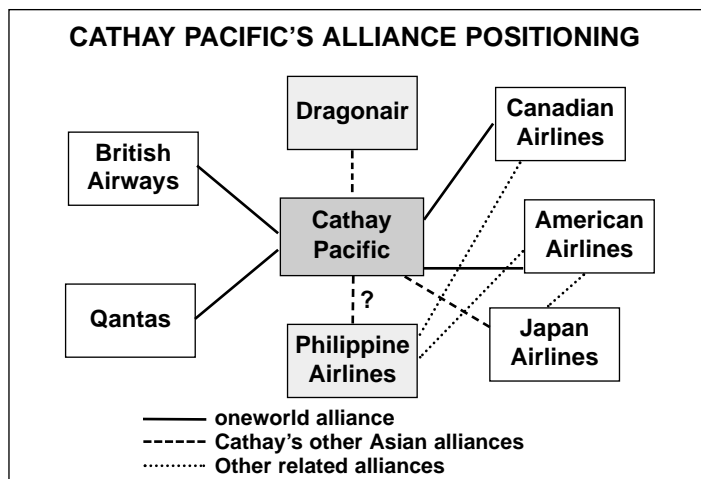 CATHAY PACIFIC'S ALLIANCE POSITIONING
Dragonair
Canadian
Airlines
British
Airways
Cathay
Pacific
American
Airlines
Qantas
?
Philippine
Airlines
Japan
Airlines
oneworld alliance
Cathay's other Asian alliances
Other related alliances